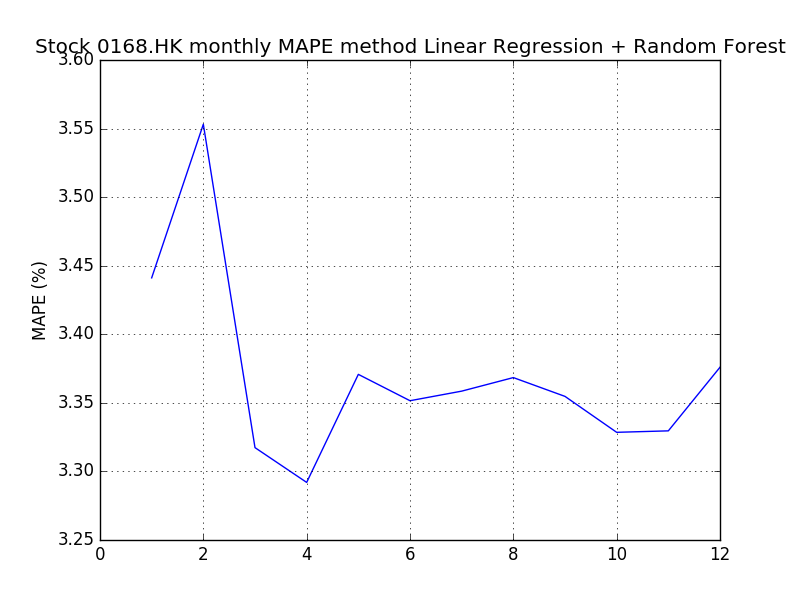 Stock 0168.HK monthly MAPE method Linear Regression + Random Forest
3.60
3.55
3.50
3.45
3.40
3.35
3.30
3.25
MAPE (%)
0 2 4 6 8 10 12